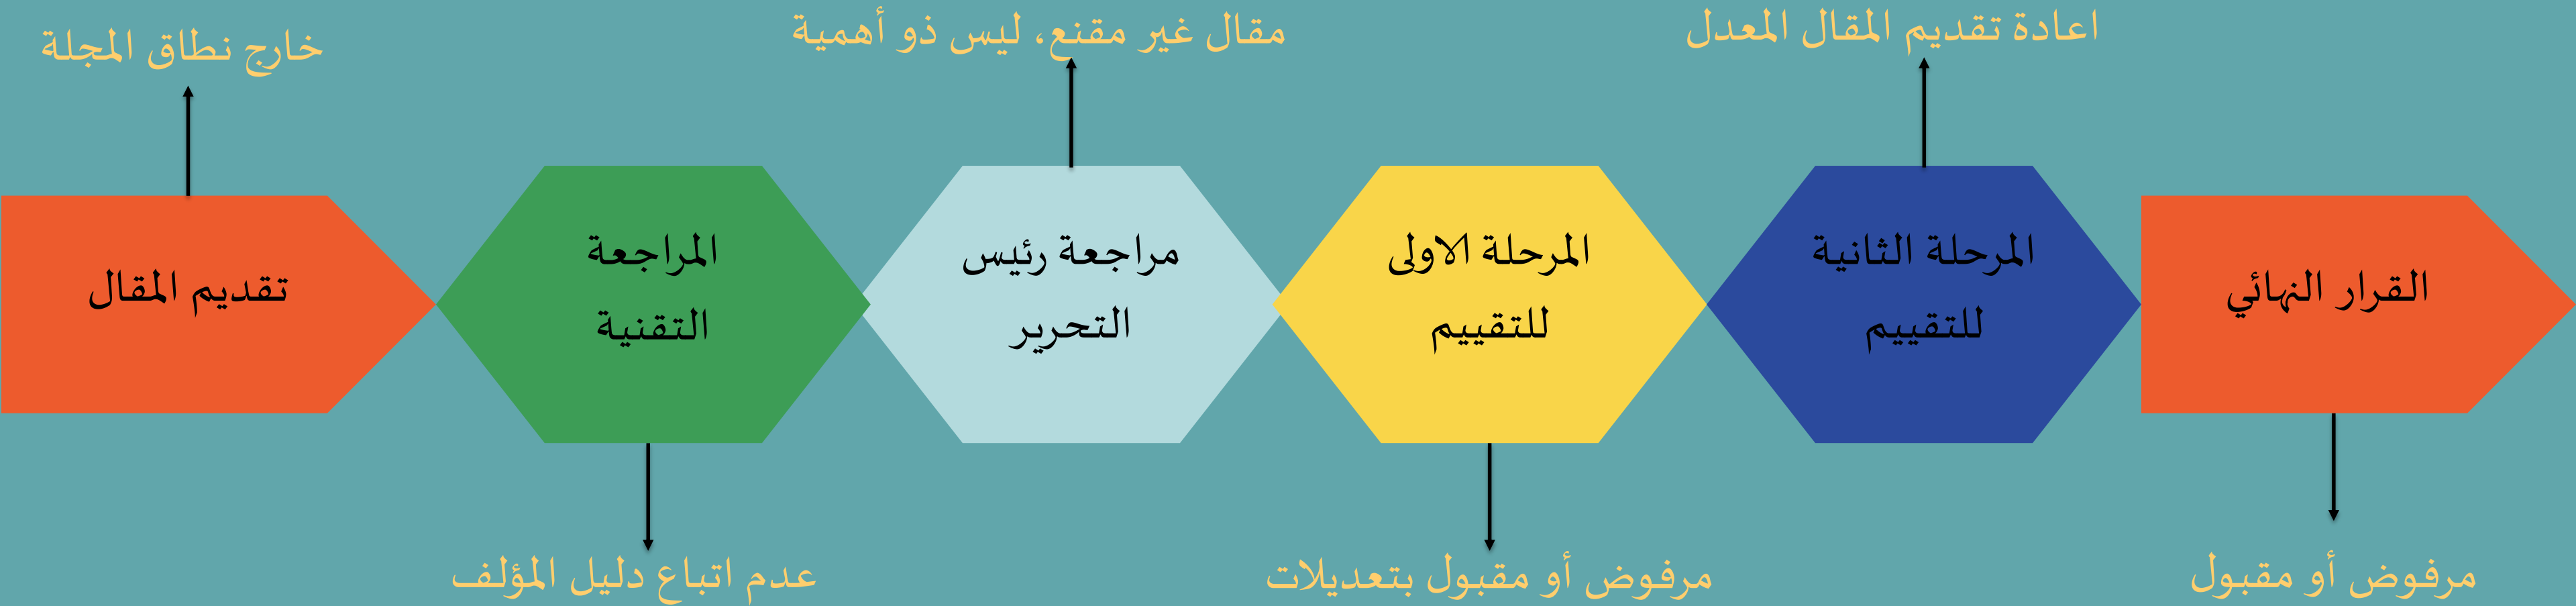 خارج نطاق المجلة
مقال غير مقنع، ليس ذو أهمية
اعادة تقديم المقال المعدل
تقديم المقال
المراجعة
التقنية
مراجعة رئيس
التحرير
المرحلة الاولى
للتقييم
المرحلة الثانية
للتقييم
القرار النهائي
عدم اتباع دليل المؤلف
مرفوض أو مقبول بتعديلات
مرفوض أو مقبول